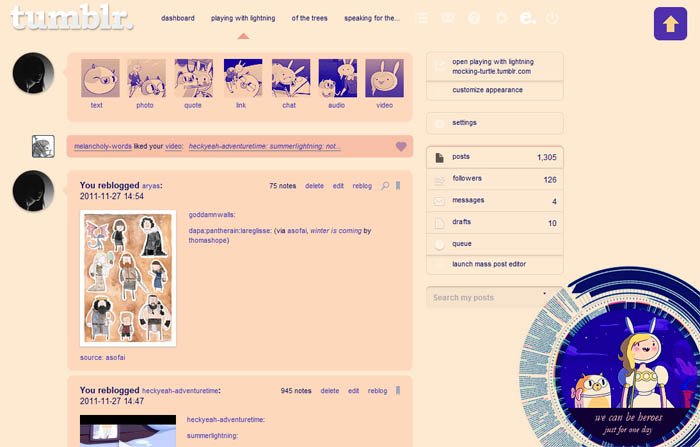 tumblr.
dashboard playing with lightning of the trees speaking for the...
text photo quote link chat audio video
melancholy-words liked your video: heckyeah-adventuretime: summerlightning: not...
You reblogged aryas:
2011-11-27 14:54
75 notes delete edit reblog
goddamnwalls:
dapa:pantherain:lareglisse: (via asofai, winter is coming by
thomashope)
source: asofai
You reblogged heckyeah-adventuretime:
2011-11-27 14:47
945 notes delete edit reblog
heckyeah-adventuretime:
summerlightning:
open playing with lightning
mocking-turtle.tumblr.com
customize appearance
settings
posts 1,305
followers 126
messages 4
drafts 10
queue
launch mass post editor
Search my posts
we can be heroes
just for one day